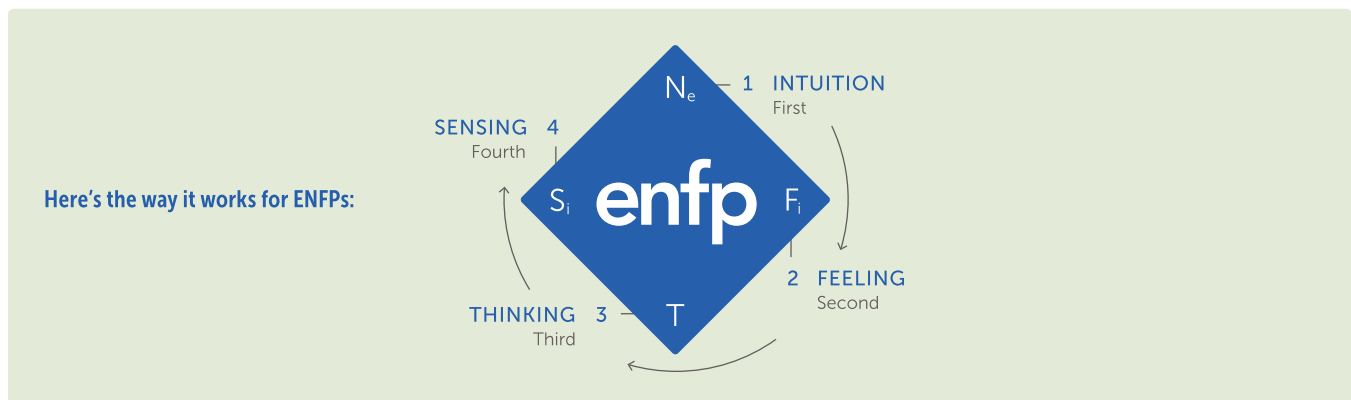 Here's the way it works for ENFPs:
Ne
1 INTUITION
First
SENSING 4
Fourth
Si
enfp
Fi
2 FEELING
Second
THINKING 3
Third
T